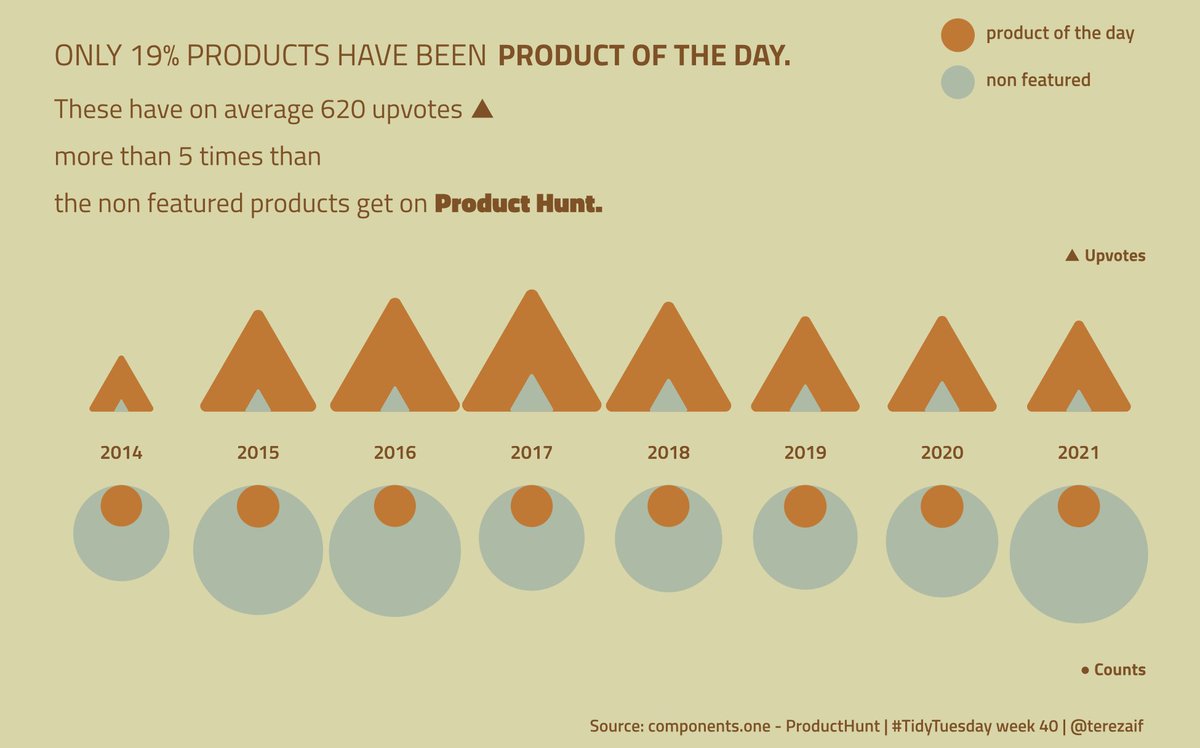 ONLY 19% PRODUCTS HAVE BEEN PRODUCT OF THE DAY.
These have on average 620 upvotes ▲
more than 5 times than
the non featured products get on Product Hunt.
product of the day
non featured
▲ Upvotes
2014 2015 2016 2017 2018 2019 2020 2021
● Counts
Source: components.one - ProductHunt | #TidyTuesday week 40 | @terezaif